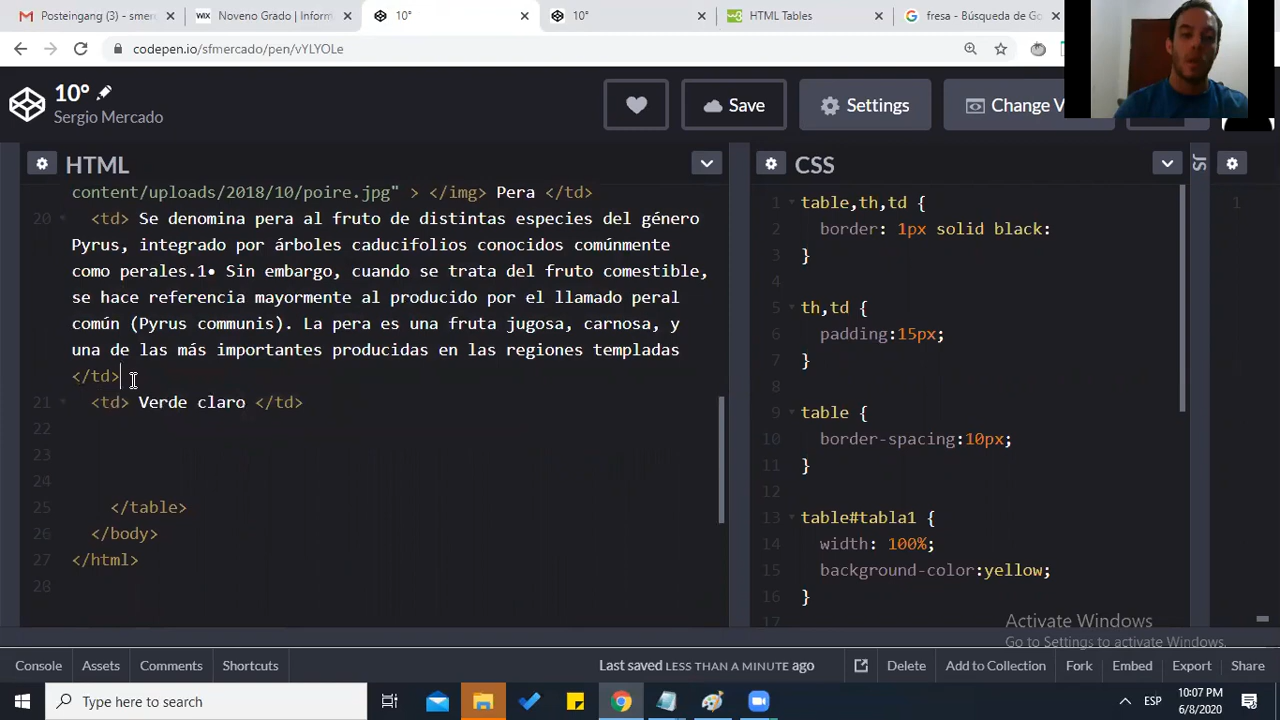 Posteingang (3) - smer
Noveno Grado | Inform
10°
10°
HTML Tables
fresa - Búsqueda de Go
codepen.io/sfmercado/pen/vYLYOLe
10°
Sergio Mercado
Save
Settings
Change V
HTML
CSS
JS
content/uploads/2018/10/poire.jpg" > </img> Pera </td>
20 <td> Se denomina pera al fruto de distintas especies del género
Pyrus, integrado por árboles caducifolios conocidos comúnmente
como perales.1• Sin embargo, cuando se trata del fruto comestible,
se hace referencia mayormente al producido por el llamado peral
común (Pyrus communis). La pera es una fruta jugosa, carnosa, y
una de las más importantes producidas en las regiones templadas
</td>
21 <td> Verde claro </td>
22
23
24
25 </table>
26 </body>
27 </html>
28
1 table,th,td {
2 border: 1px solid black:
3 }
4
5 th,td {
6 padding:15px;
7 }
8
9 table {
10 border-spacing:10px;
11 }
12
13 table#tabla1 {
14 width: 100%;
15 background-color:yellow;
16 }
17
1
Activate Windows
Go to Settings to activate Windows.
Console
Assets
Comments
Shortcuts
Last saved LESS THAN A MINUTE ago
Delete
Add to Collection
Fork
Embed
Export
Share
Type here to search
ESP
10:07 PM
6/8/2020